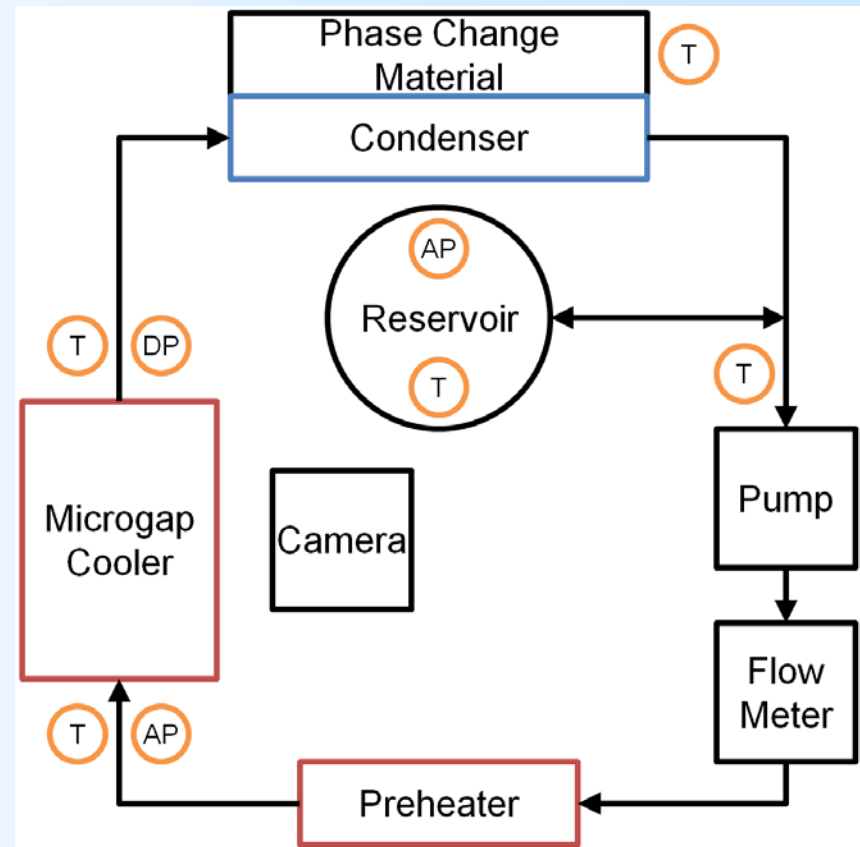 Phase Change
Material
T
Condenser
AP
Reservoir
T
T
DP
T
Microgap
Cooler
Camera
Pump
Flow
Meter
T
AP
Preheater